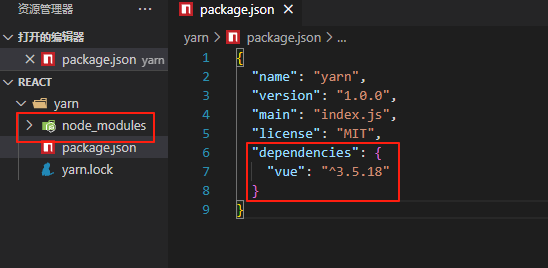 资源管理器
打开的编辑器
package.json yarn
REACT
yarn
node_modules
package.json
yarn.lock
package.json
yarn > package.json > ...
1 {
2 "name": "yarn",
3 "version": "1.0.0",
4 "main": "index.js",
5 "license": "MIT",
6 "dependencies": {
7 "vue": "^3.5.18"
8 }
9 }